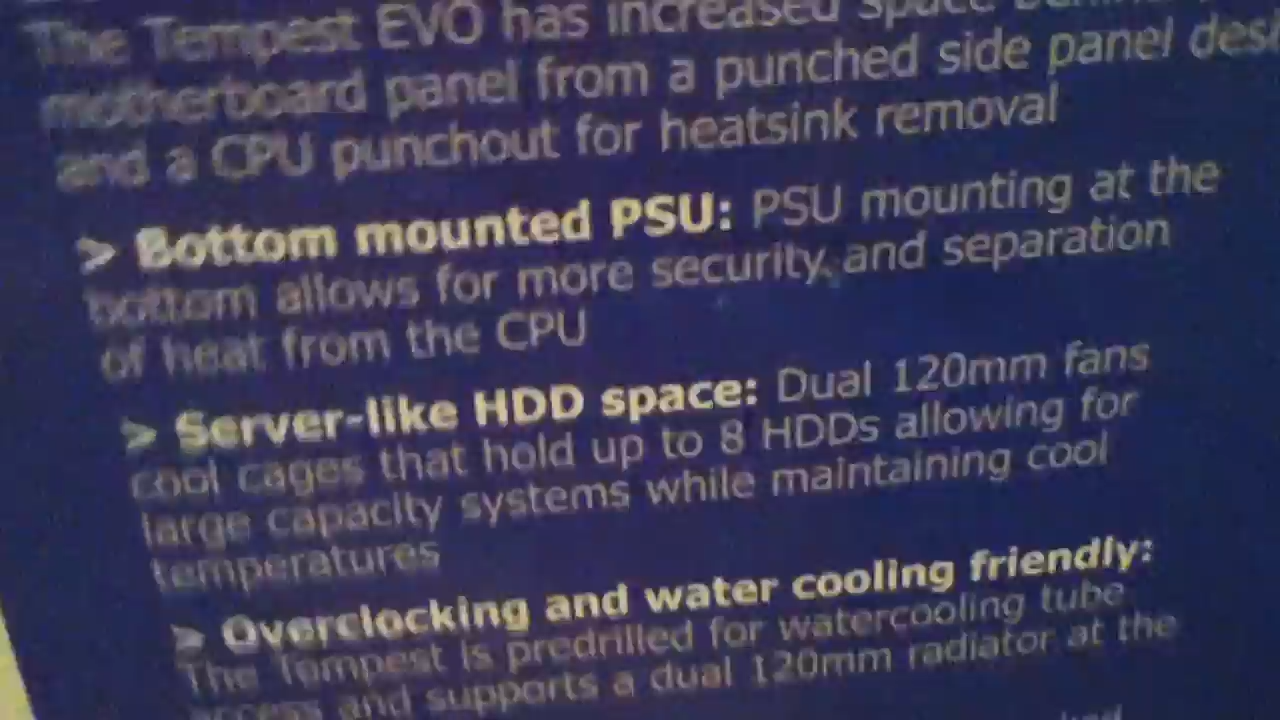 The Tempest EVO has increased space
motherboard panel from a punched side panel
and a CPU punchout for heatsink removal
> Bottom mounted PSU: PSU mounting at the
bottom allows for more security, and separation
of heat from the CPU
> Server-like HDD space: Dual 120mm fans
cool cages that hold up to 8 HDDs allowing for
large capacity systems while maintaining cool
temperatures
> Overclocking and water cooling friendly:
The Tempest is predrilled for watercooling tube
access and supports a dual 120mm radiator at the